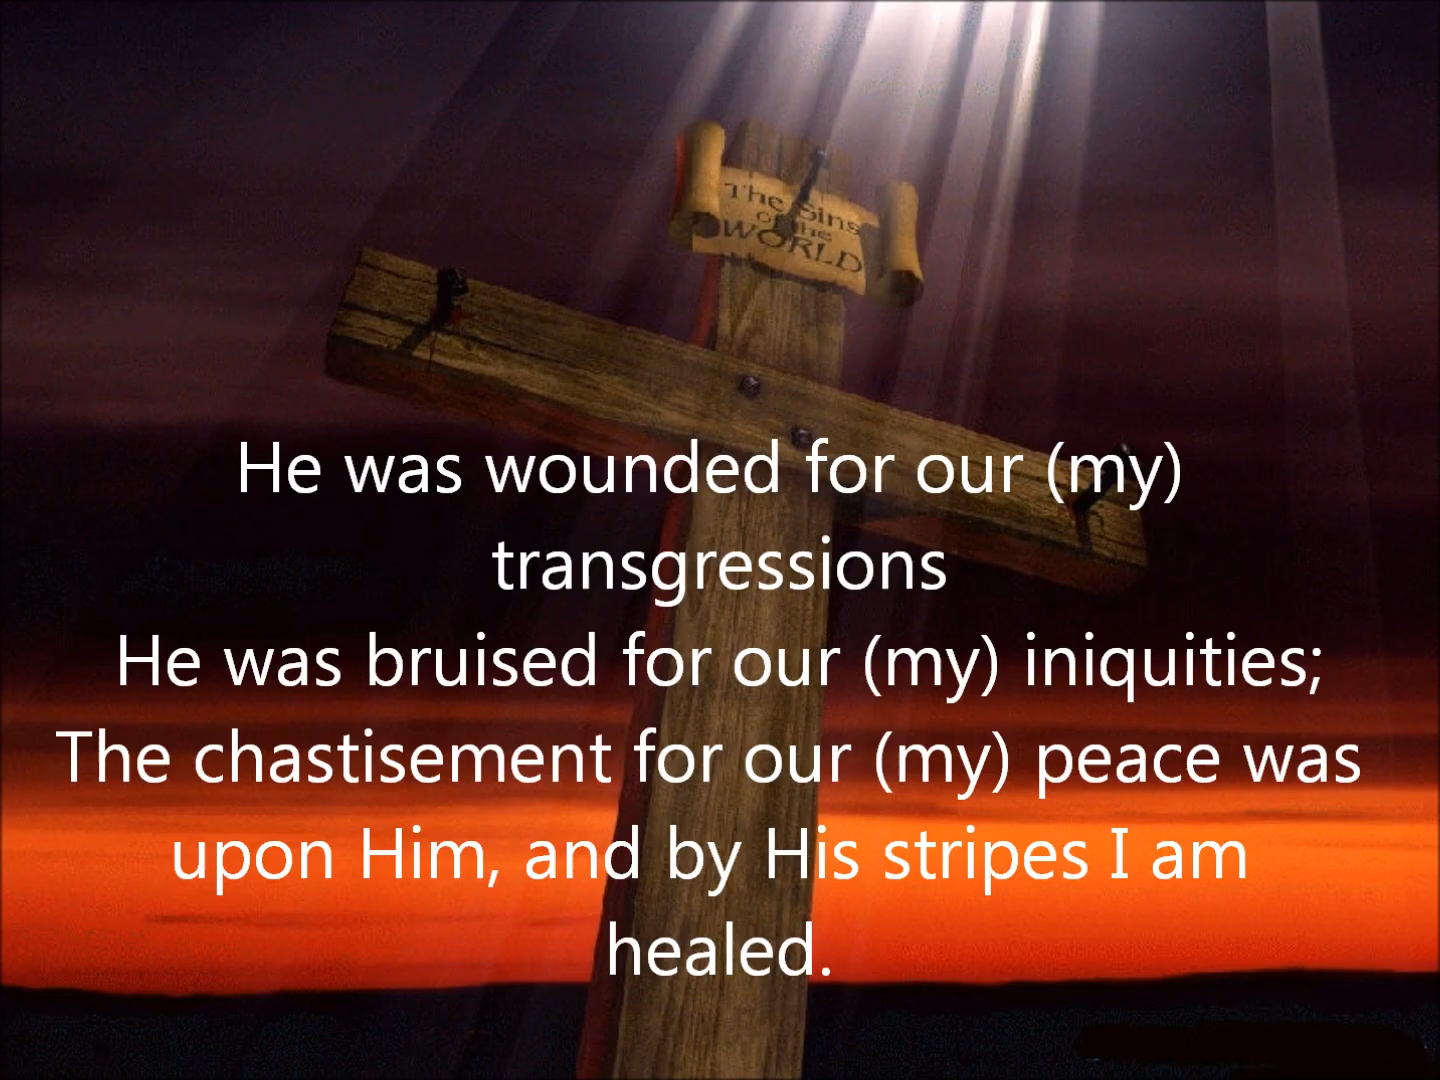 The Sins
of the
WORLD
He was wounded for our (my)
transgressions
He was bruised for our (my) iniquities;
The chastisement for our (my) peace was
upon Him, and by His stripes I am
healed.